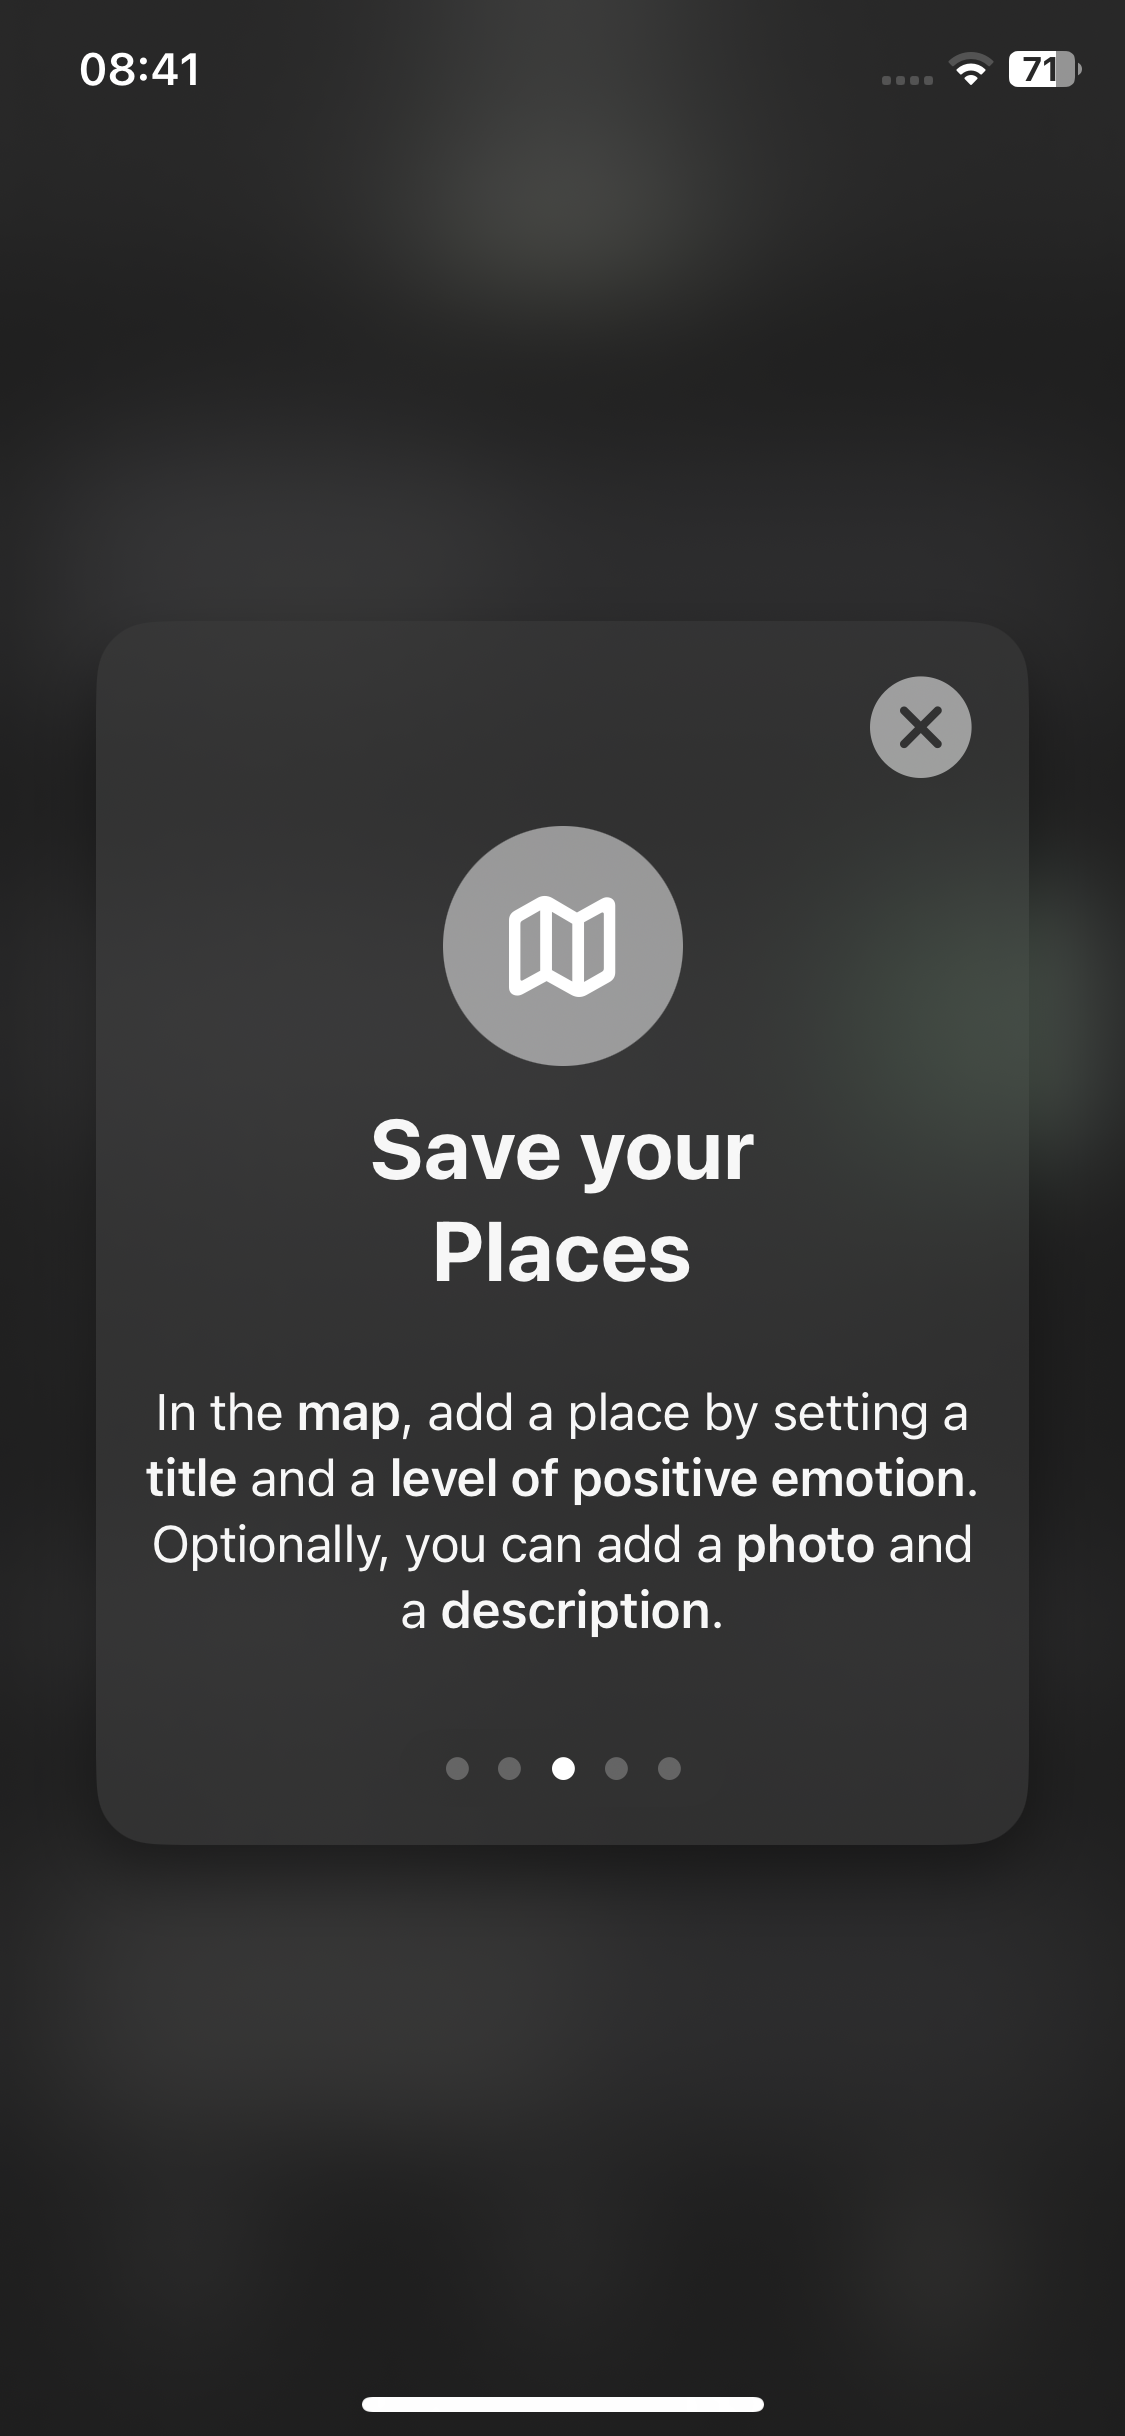 08:41
71
Save your
Places
In the map, add a place by setting a
title and a level of positive emotion.
Optionally, you can add a photo and
a description.